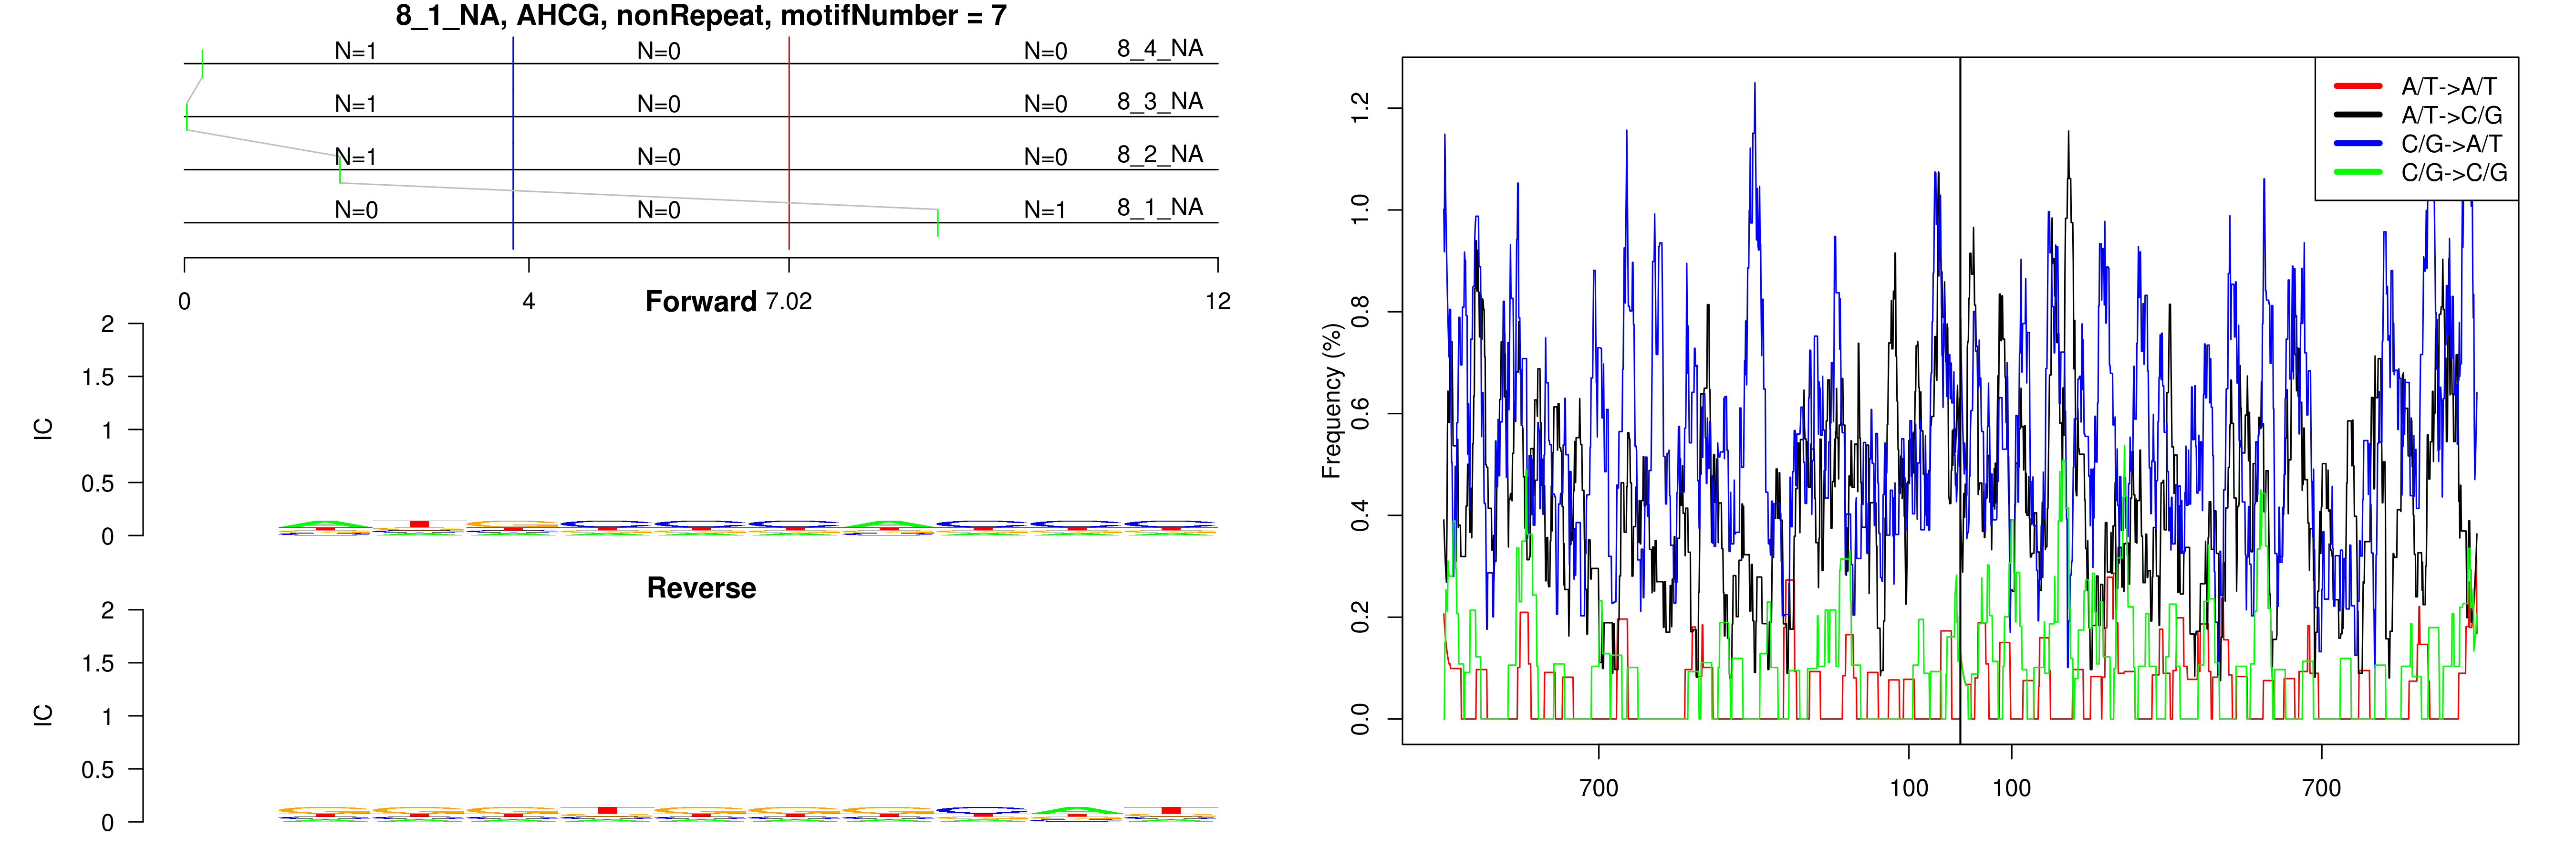 8_1_NA, AHCG, nonRepeat, motifNumber = 7
N=1 N=0 N=0 8_4_NA
N=1 N=0 N=0 8_3_NA
N=1 N=0 N=0 8_2_NA
N=0 N=0 N=1 8_1_NA
0 4 7.02 12
Forward
2
1.5
1
0.5
0
IC
A T G C C C A C C C
Reverse
2
1.5
1
0.5
0
IC
G G G T G G G C A T
A/T->A/T
A/T->C/G
C/G->A/T
C/G->C/G
Frequency (%)
1.2
1.0
0.8
0.6
0.4
0.2
0.0
700 100 100 700